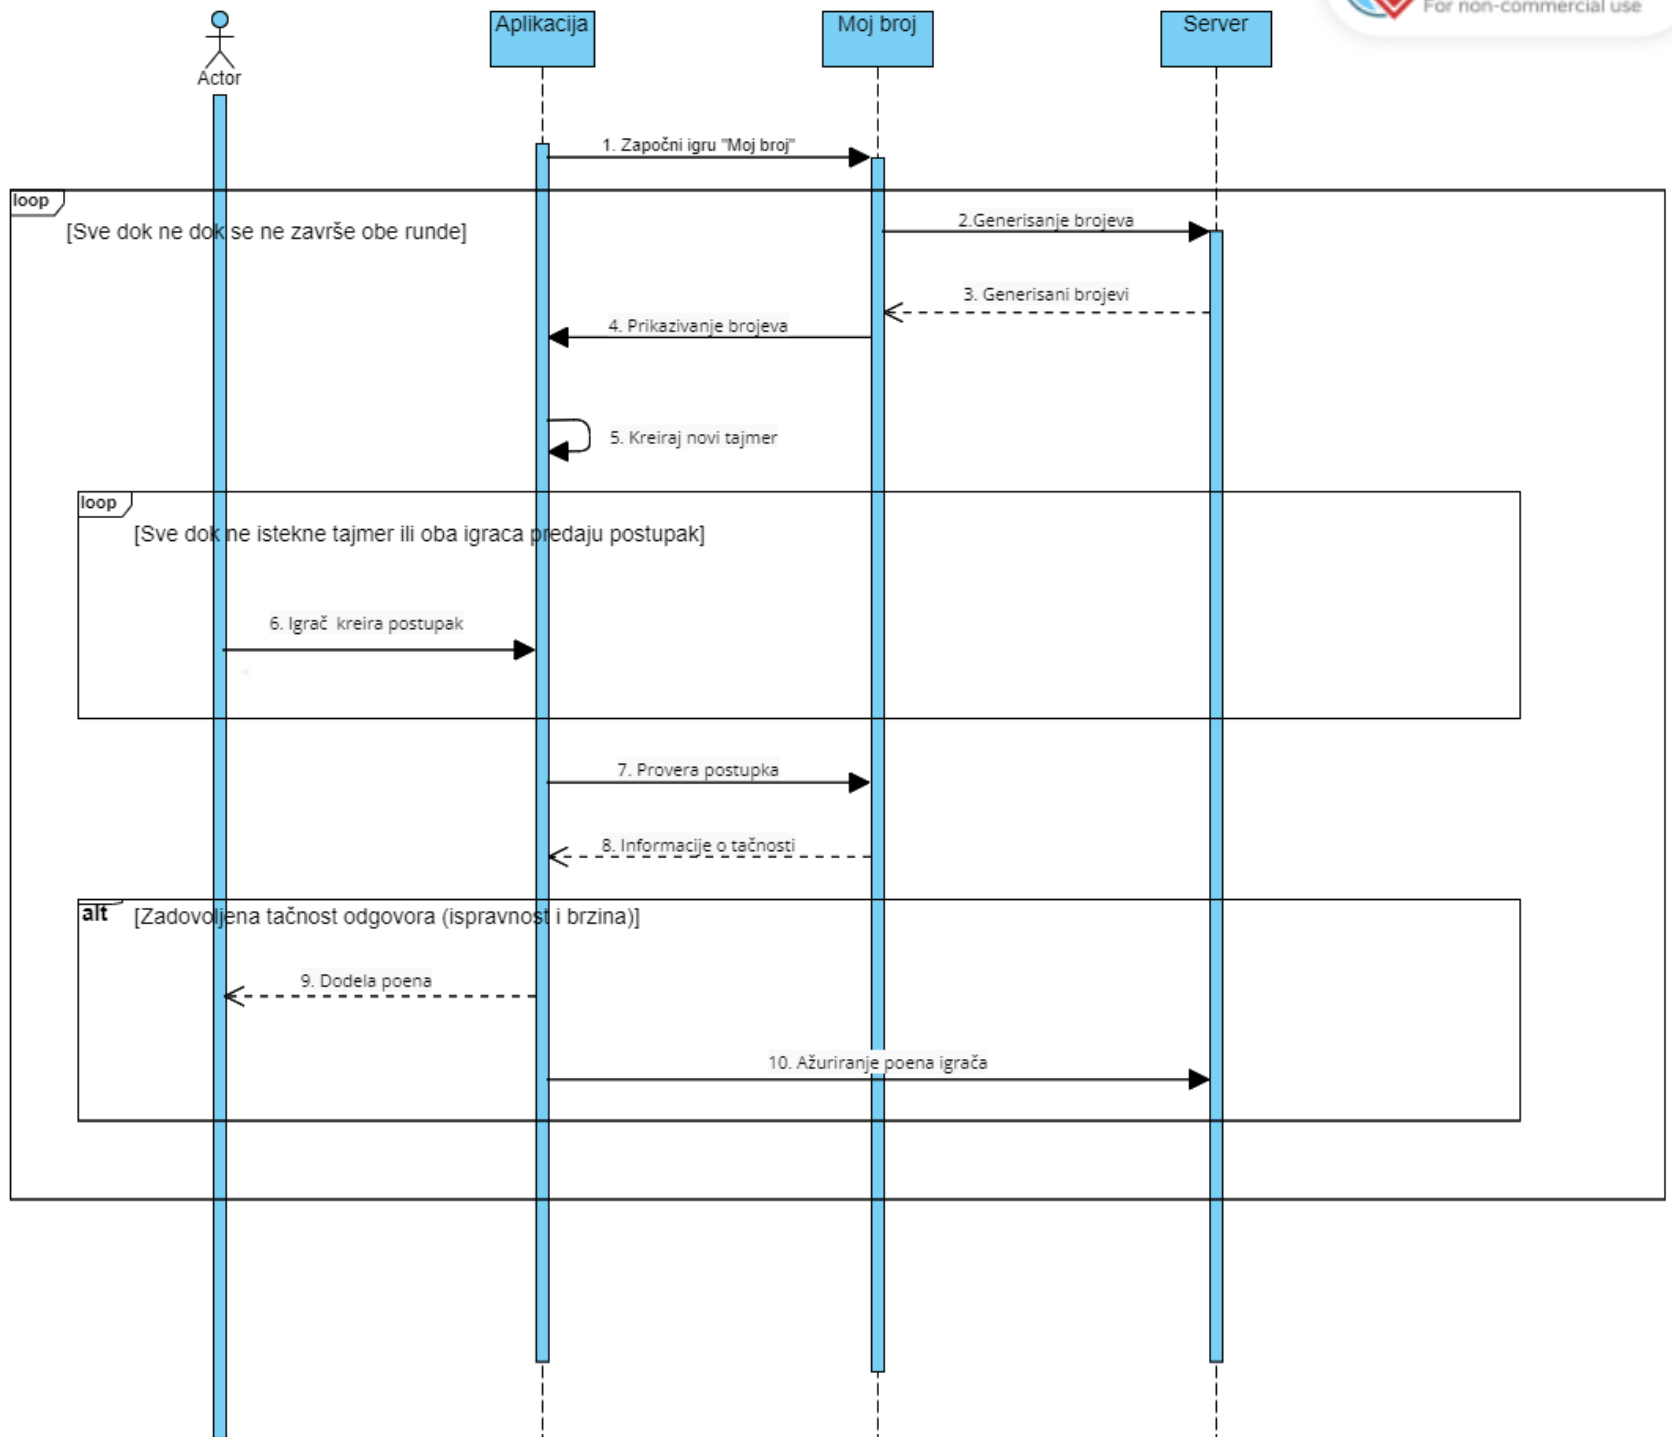 For non-commercial use
Actor
Aplikacija
Moj broj
Server
1. Započni igru "Moj broj"
loop
[Sve dok ne dok se ne završe obe runde]
2.Generisanje brojeva
3. Generisani brojevi
4. Prikazivanje brojeva
5. Kreiraj novi tajmer
loop
[Sve dok ne istekne tajmer ili oba igraca predaju postupak]
6. Igrač kreira postupak
7. Provera postupka
8. Informacije o tačnosti
alt
[Zadovoljena tačnost odgovora (ispravnost i brzina)]
9. Dodela poena
10. Ažuriranje poena igrača